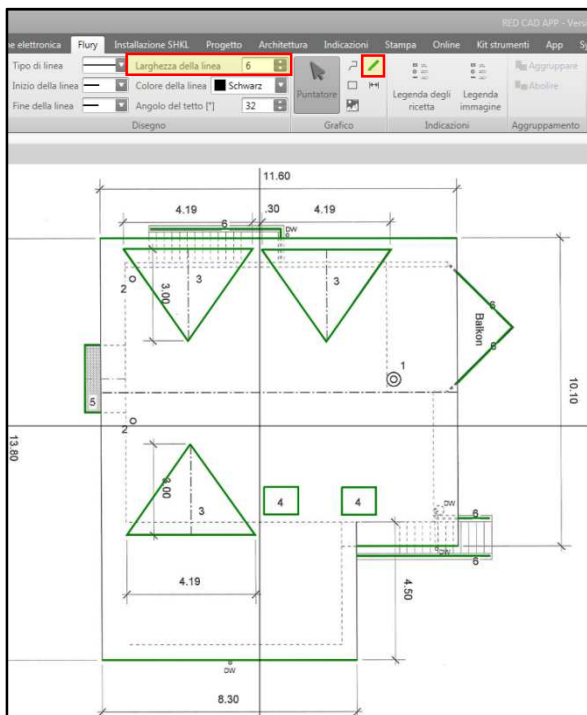 RED CAD APP - Vers
ne elettronica Flury Installazione SHKL Progetto Architettura Indicazioni Stampa Online Kit strumenti App Sy
Tipo di linea Larghezza della linea 6
Inizio della linea Colore della linea Schwarz
Fine della linea Angolo del tetto [°] 32
Puntatore
Legenda degli ricetta
Legenda immagine
Aggruppare
Abolire
Disegno Grafico Indicazioni Aggruppamento
11.60
4.19 .30 4.19
6 DW
2 3 3
3.00
6
Balkon
6
1
10.10
5
2
13.80
3.00
3
4 4
DW
6
DW
6
4.19
4.50
DW
8.30